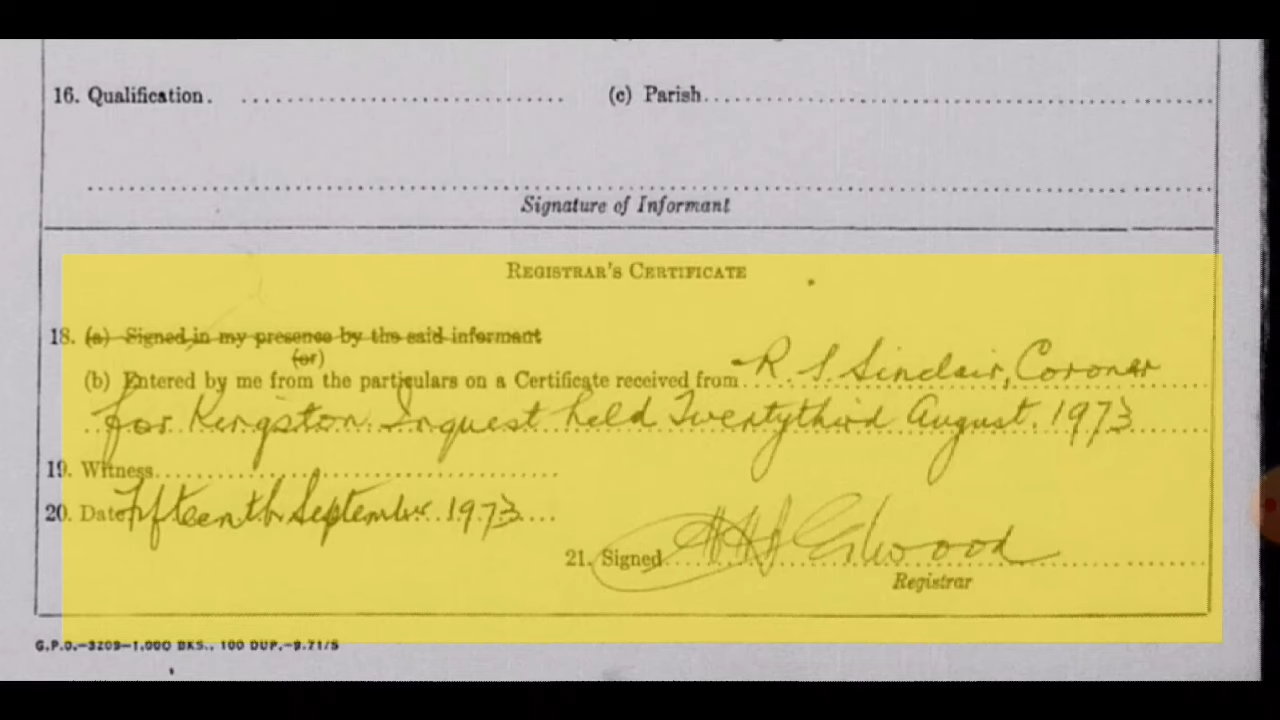 16. Qualification. ........................ (c) Parish........................
Signature of Informant
REGISTRAR'S CERTIFICATE
18. (a) Signed in my presence by the said informant
(or)
(b) Entered by me from the particulars on a Certificate received from R. S. Sinclair, Coroner
for Kingston. Inquest held Twentythird August. 1973
19. Witness........................
20. Date Fifteenth September 1973
21. Signed
Registrar
G.P.O.—3209—1,000 BKS., 100 DUP.—9.71/S